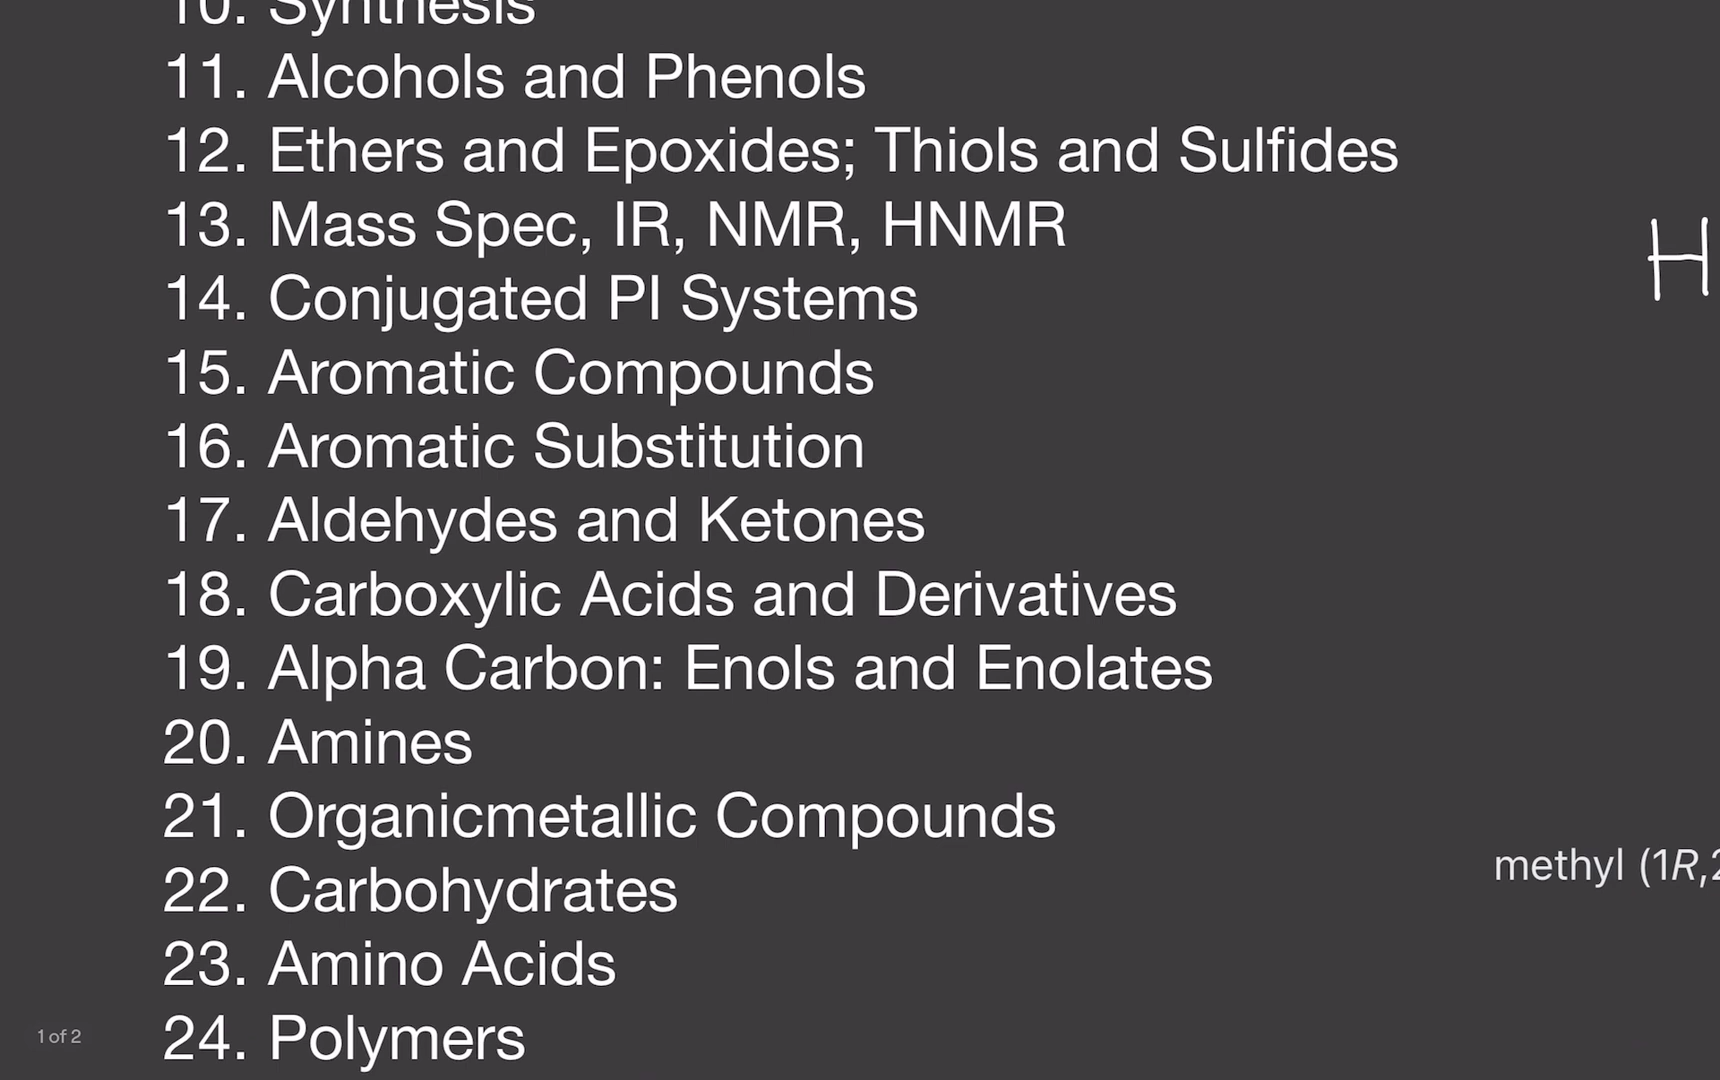 10. Synthesis
11. Alcohols and Phenols
12. Ethers and Epoxides; Thiols and Sulfides
13. Mass Spec, IR, NMR, HNMR
H
14. Conjugated PI Systems
15. Aromatic Compounds
16. Aromatic Substitution
17. Aldehydes and Ketones
18. Carboxylic Acids and Derivatives
19. Alpha Carbon: Enols and Enolates
20. Amines
21. Organicmetallic Compounds
methyl (1R,2
22. Carbohydrates
23. Amino Acids
1 of 2
24. Polymers